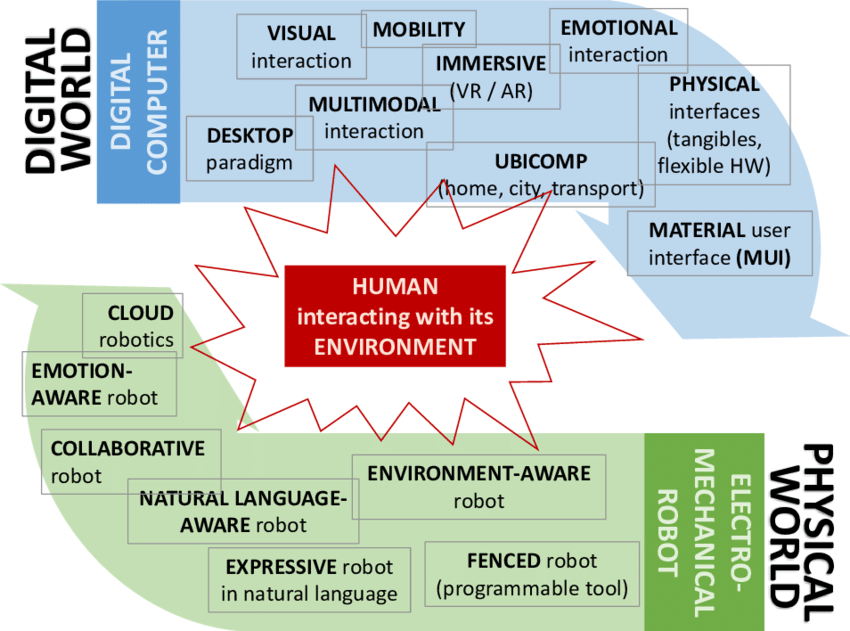 DIGITAL
WORLD
DIGITAL
COMPUTER
VISUAL
interaction
MOBILITY
EMOTIONAL
interaction
IMMERSIVE
(VR / AR)
PHYSICAL
interfaces
(tangibles,
flexible HW)
MULTIMODAL
interaction
DESKTOP
paradigm
UBICOMP
(home, city, transport)
MATERIAL user
interface (MUI)
HUMAN
interacting with its
ENVIRONMENT
CLOUD
robotics
EMOTION-
AWARE robot
COLLABORATIVE
robot
NATURAL LANGUAGE-
AWARE robot
ENVIRONMENT-AWARE
robot
EXPRESSIVE robot
in natural language
FENCED robot
(programmable tool)
ELECTRO-
MECHANICAL
ROBOT
PHYSICAL
WORLD